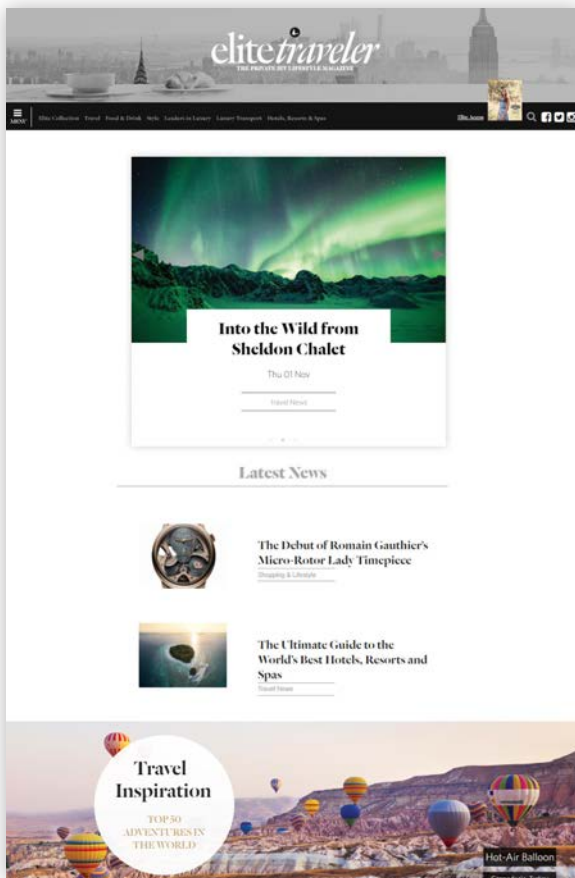 elite traveler
THE PRIVATE JET LIFESTYLE MAGAZINE
MENU
Elite Collection Travel Food & Drink Style Leaders in Luxury Luxury Transport Hotels, Resorts & Spas
Into the Wild from
Sheldon Chalet
Thu 01 Nov
Travel News
Latest News
The Debut of Romain Gauthier's
Micro-Rotor Lady Timepiece
Shopping & Lifestyle
The Ultimate Guide to the
World's Best Hotels, Resorts and
Spas
Travel News
Travel
Inspiration
TOP 50
ADVENTURES IN
THE WORLD
Hot-Air Balloon